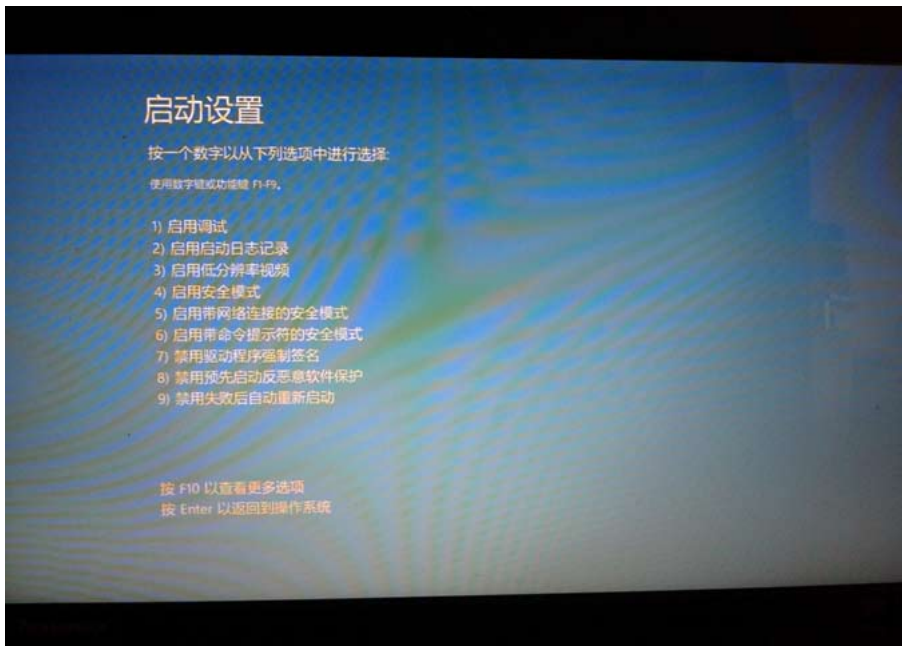 启动设置
按一个数字以从下列选项中进行选择:
使用数字键或功能键 F1-F9。
1) 启用调试
2) 启用启动日志记录
3) 启用低分辨率视频
4) 启用安全模式
5) 启用带网络连接的安全模式
6) 启用带命令提示符的安全模式
7) 禁用驱动程序强制签名
8) 禁用预先启动反恶意软件保护
9) 禁用失败后自动重新启动
按 F10 以查看更多选项
按 Enter 以返回到操作系统